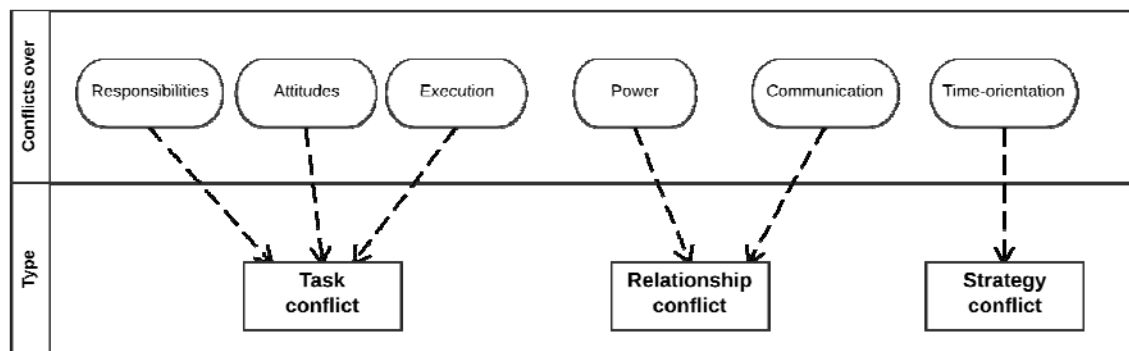 Conflicts over
Responsibilities
Attitudes
Execution
Power
Communication
Time-orientation
Type
Task
conflict
Relationship
conflict
Strategy
conflict